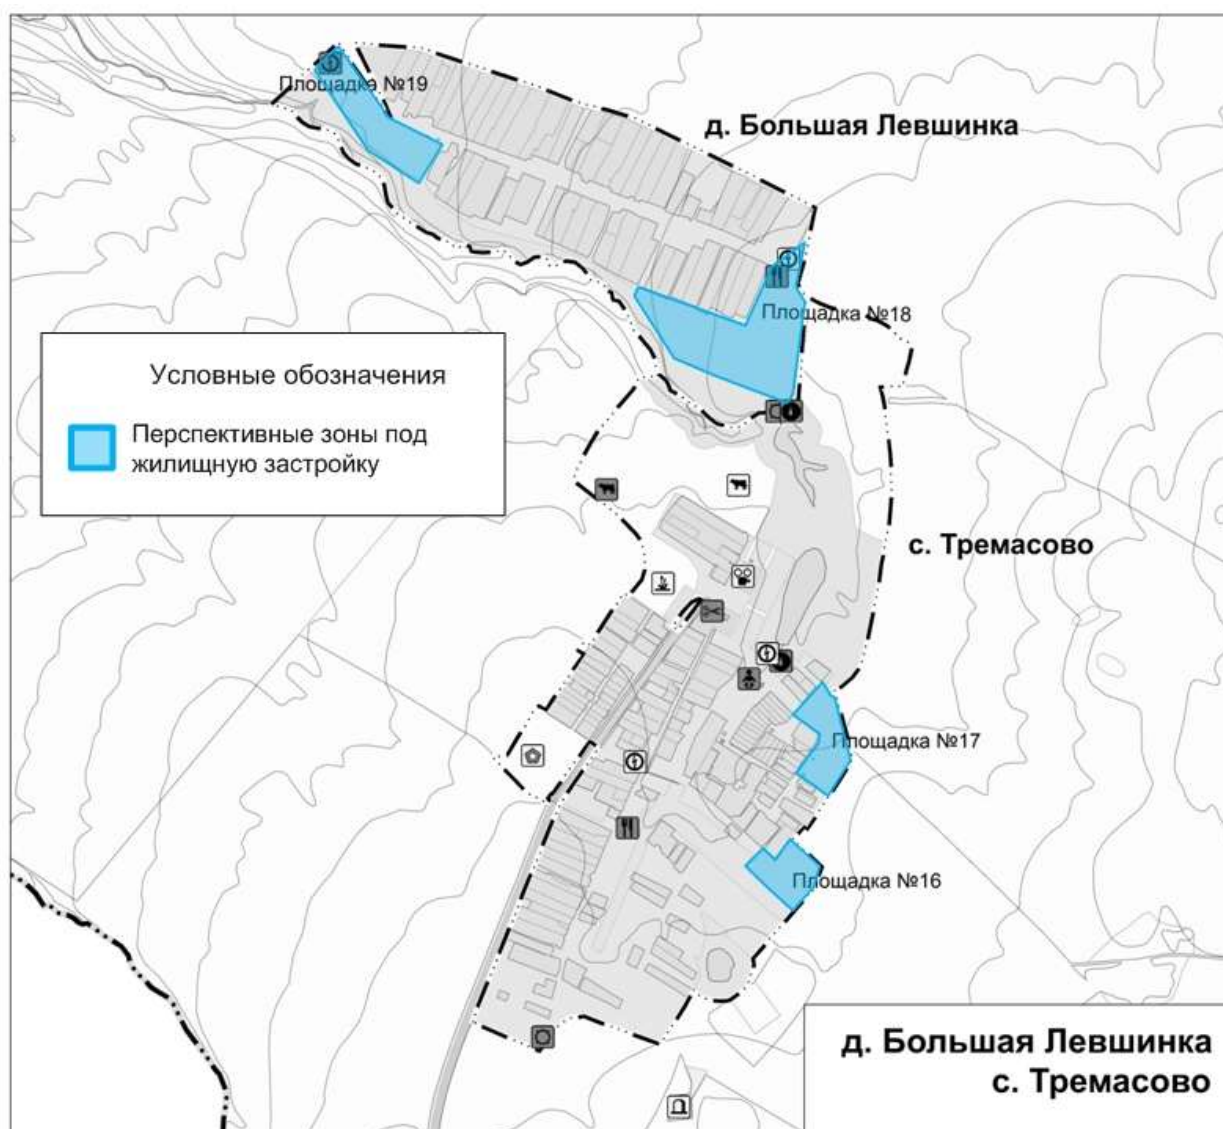 Площадка №19
д. Большая Левшинка
Площадка №18
Условные обозначения
Перспективные зоны под
жилищную застройку
с. Тремасово
Площадка №17
Площадка №16
д. Большая Левшинка
с. Тремасово